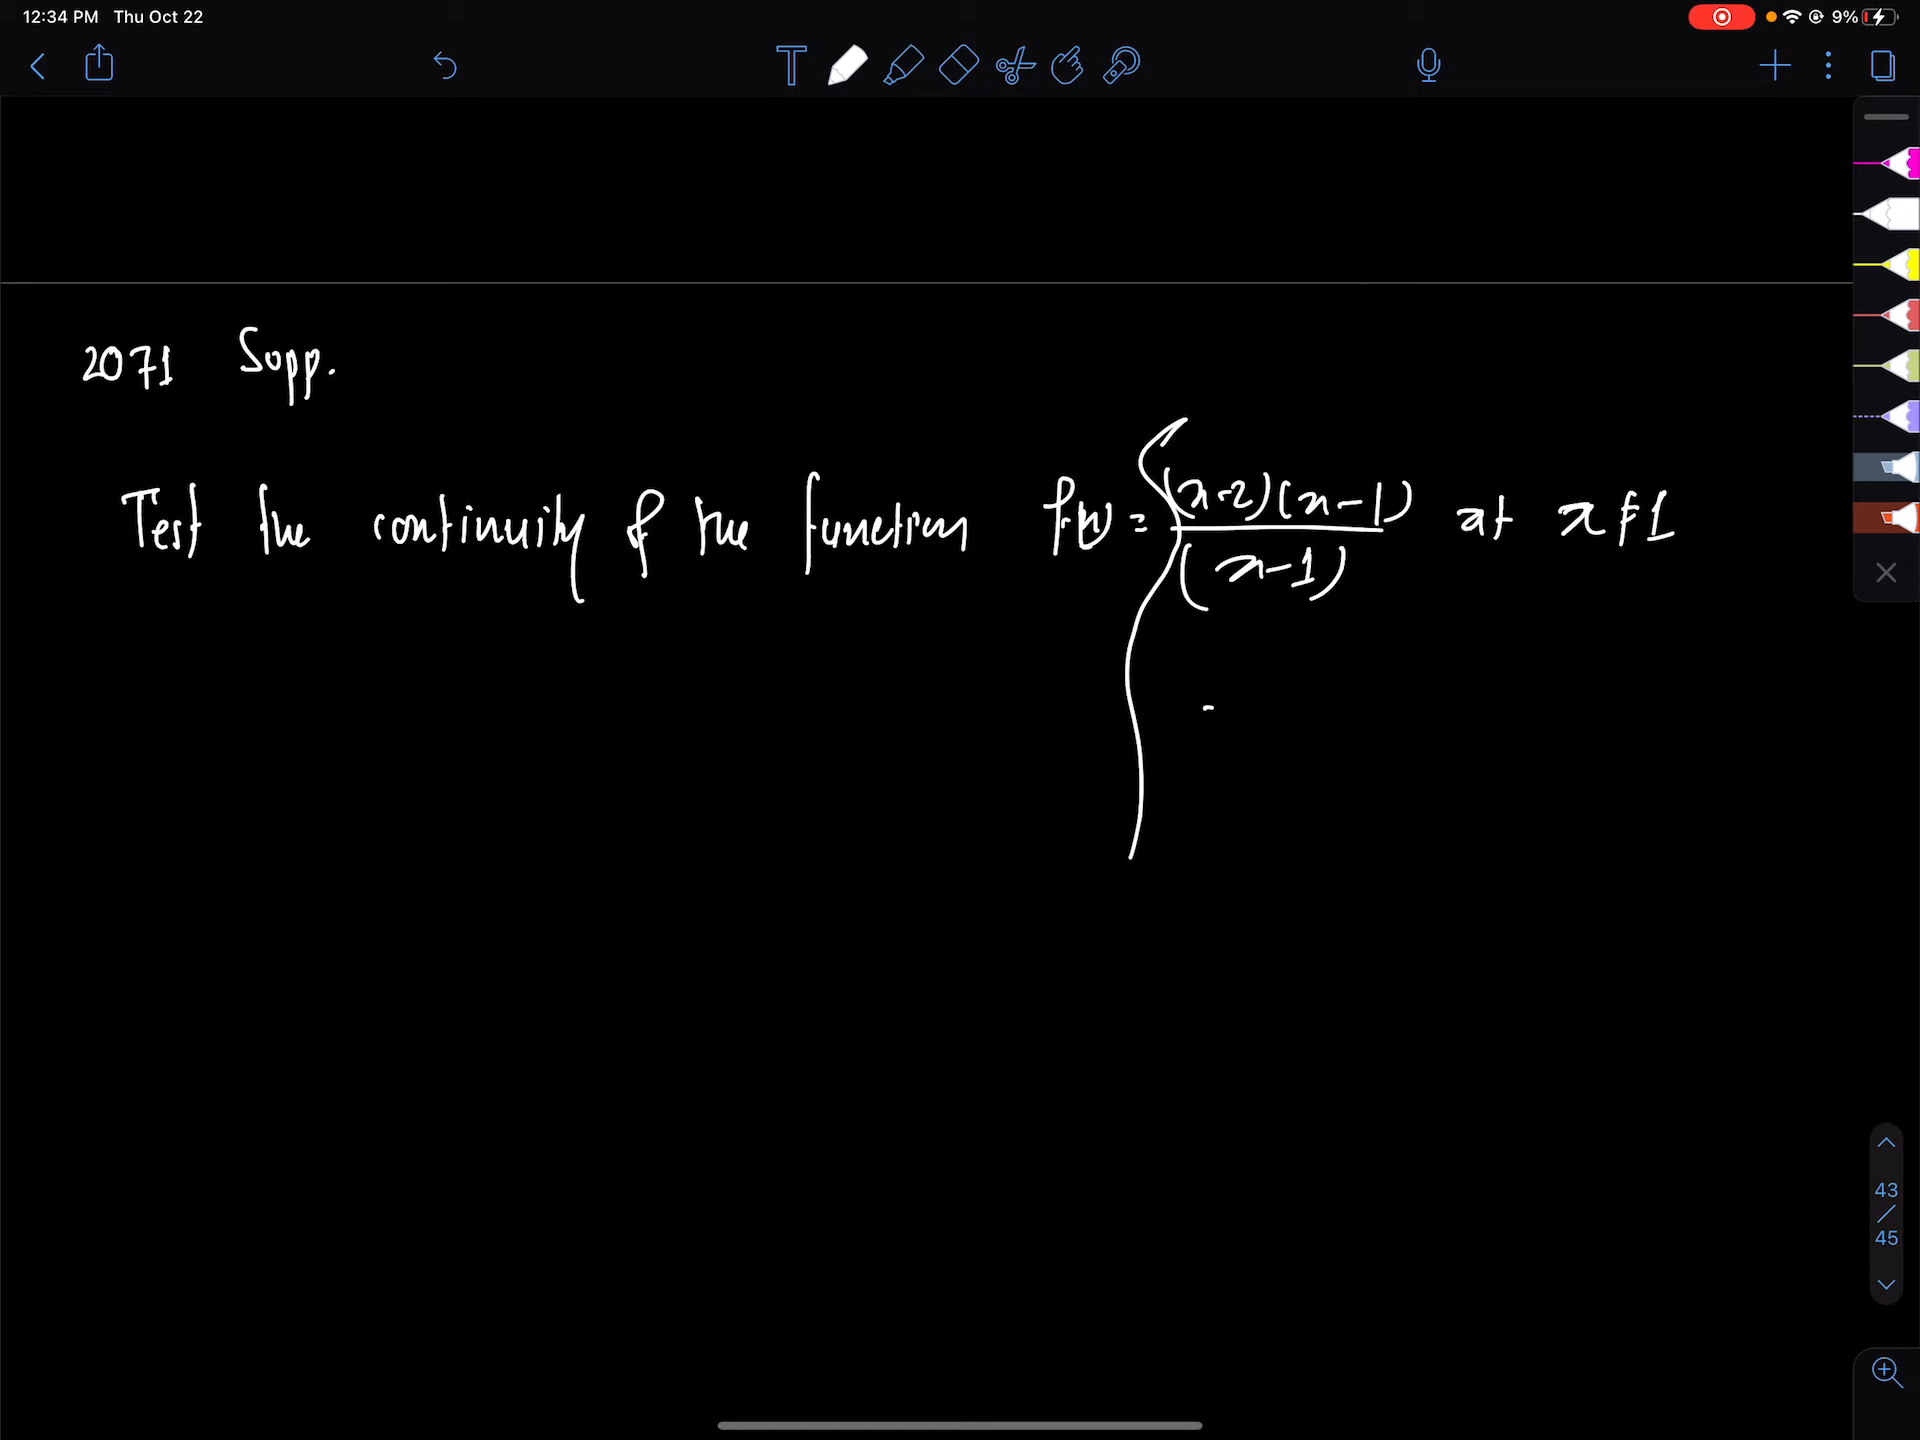 12:34 PM Thu Oct 22 9%
2071 Supp.
Test the continuity of the function f(x) = { (x-2)(x-1) / (x-1) at x ≠ 1
-
43
/
45